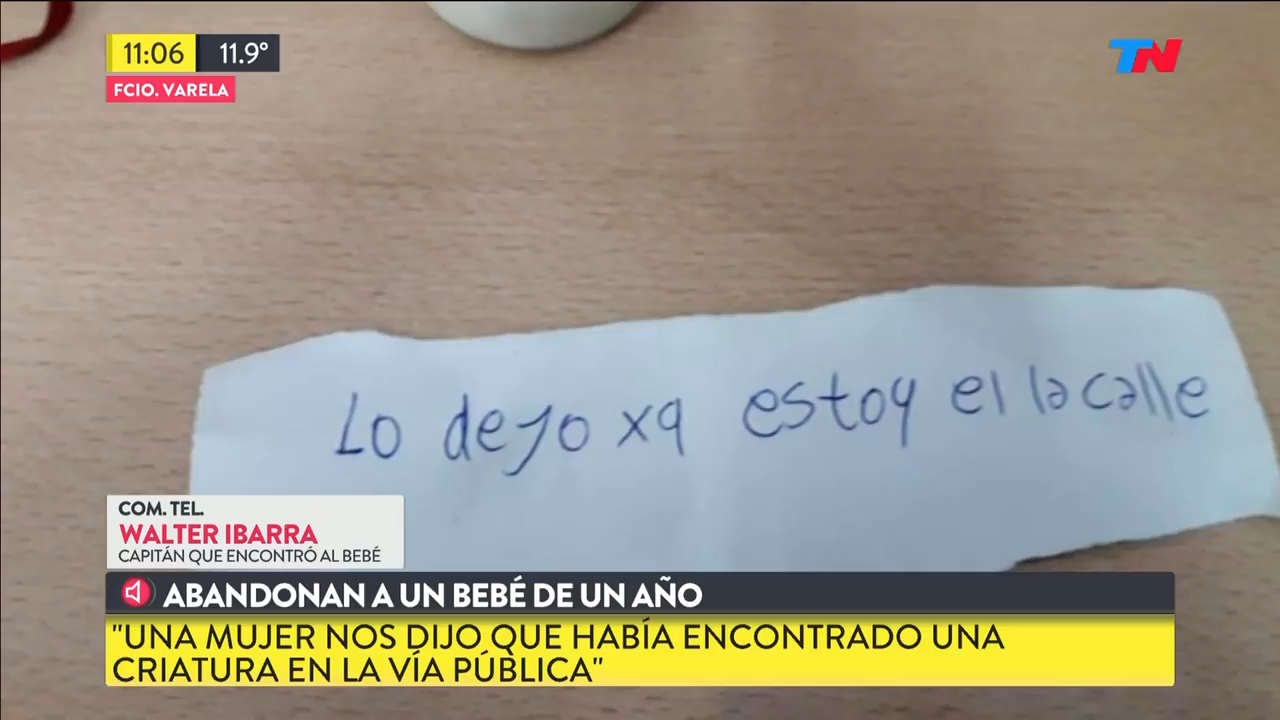 11:06 11.9°
TN
FCIO. VARELA
Lo dejo xq estoy el la calle
COM. TEL.
WALTER IBARRA
CAPITÁN QUE ENCONTRÓ AL BEBÉ
ABANDONAN A UN BEBÉ DE UN AÑO
"UNA MUJER NOS DIJO QUE HABÍA ENCONTRADO UNA
CRIATURA EN LA VÍA PÚBLICA"